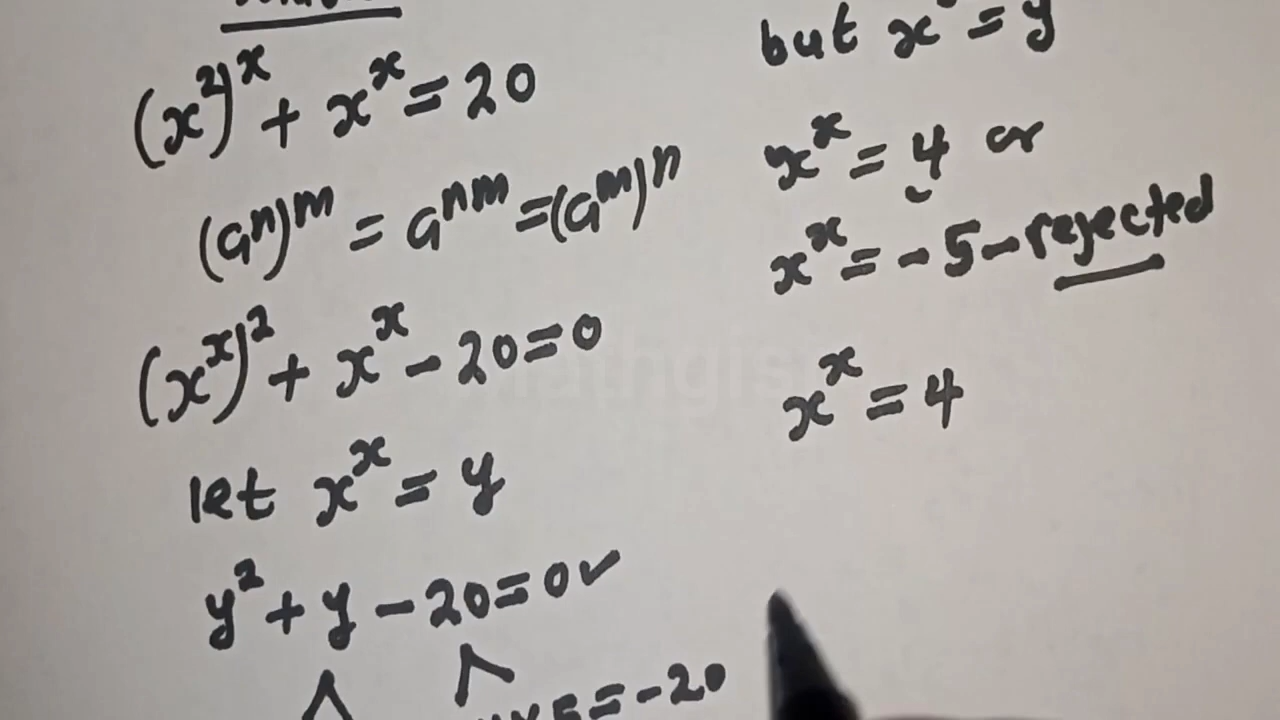 (x²)ˣ + xˣ = 20
(aⁿ)ᵐ = aⁿᵐ = (aᵐ)ⁿ
(xˣ)² + xˣ - 20 = 0
let xˣ = y
y² + y - 20 = 0 ✓
= -20
but x = y
xˣ = 4 or
xˣ = -5 - rejected
xˣ = 4